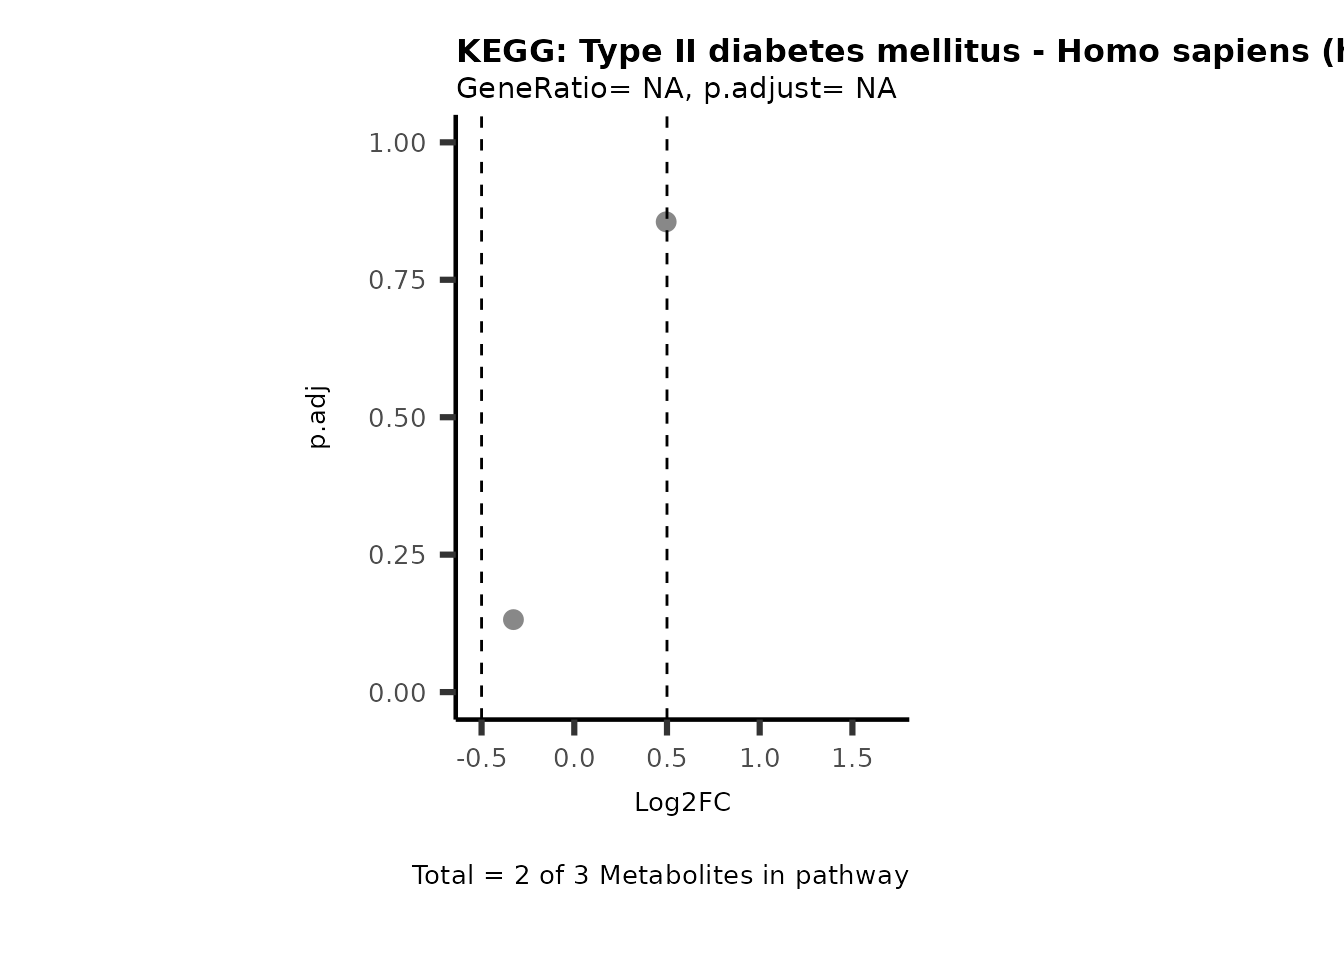 KEGG: Type II diabetes mellitus - Homo sapiens (
GeneRatio= NA, p.adjust= NA
1.00
0.75
0.50
0.25
0.00
p.adj
-0.5 0.0 0.5 1.0 1.5
Log2FC
Total = 2 of 3 Metabolites in pathway